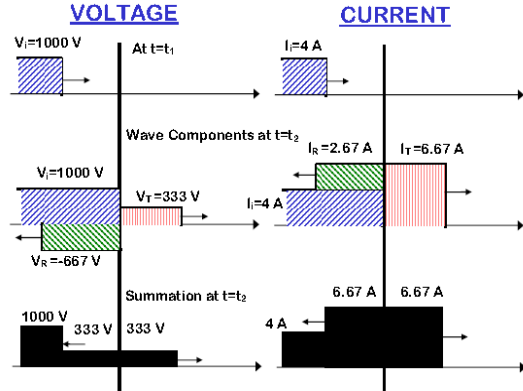 VOLTAGE CURRENT
Vi=1000 V At t=t1 Ii=4 A
Wave Components at t=t2
IR=2.67 A IT=6.67 A
Vi=1000 V
VT=333 V
Ii=4 A
VR=-667 V
Summation at t=t2
6.67 A 6.67 A
1000 V
333 V 333 V
4 A